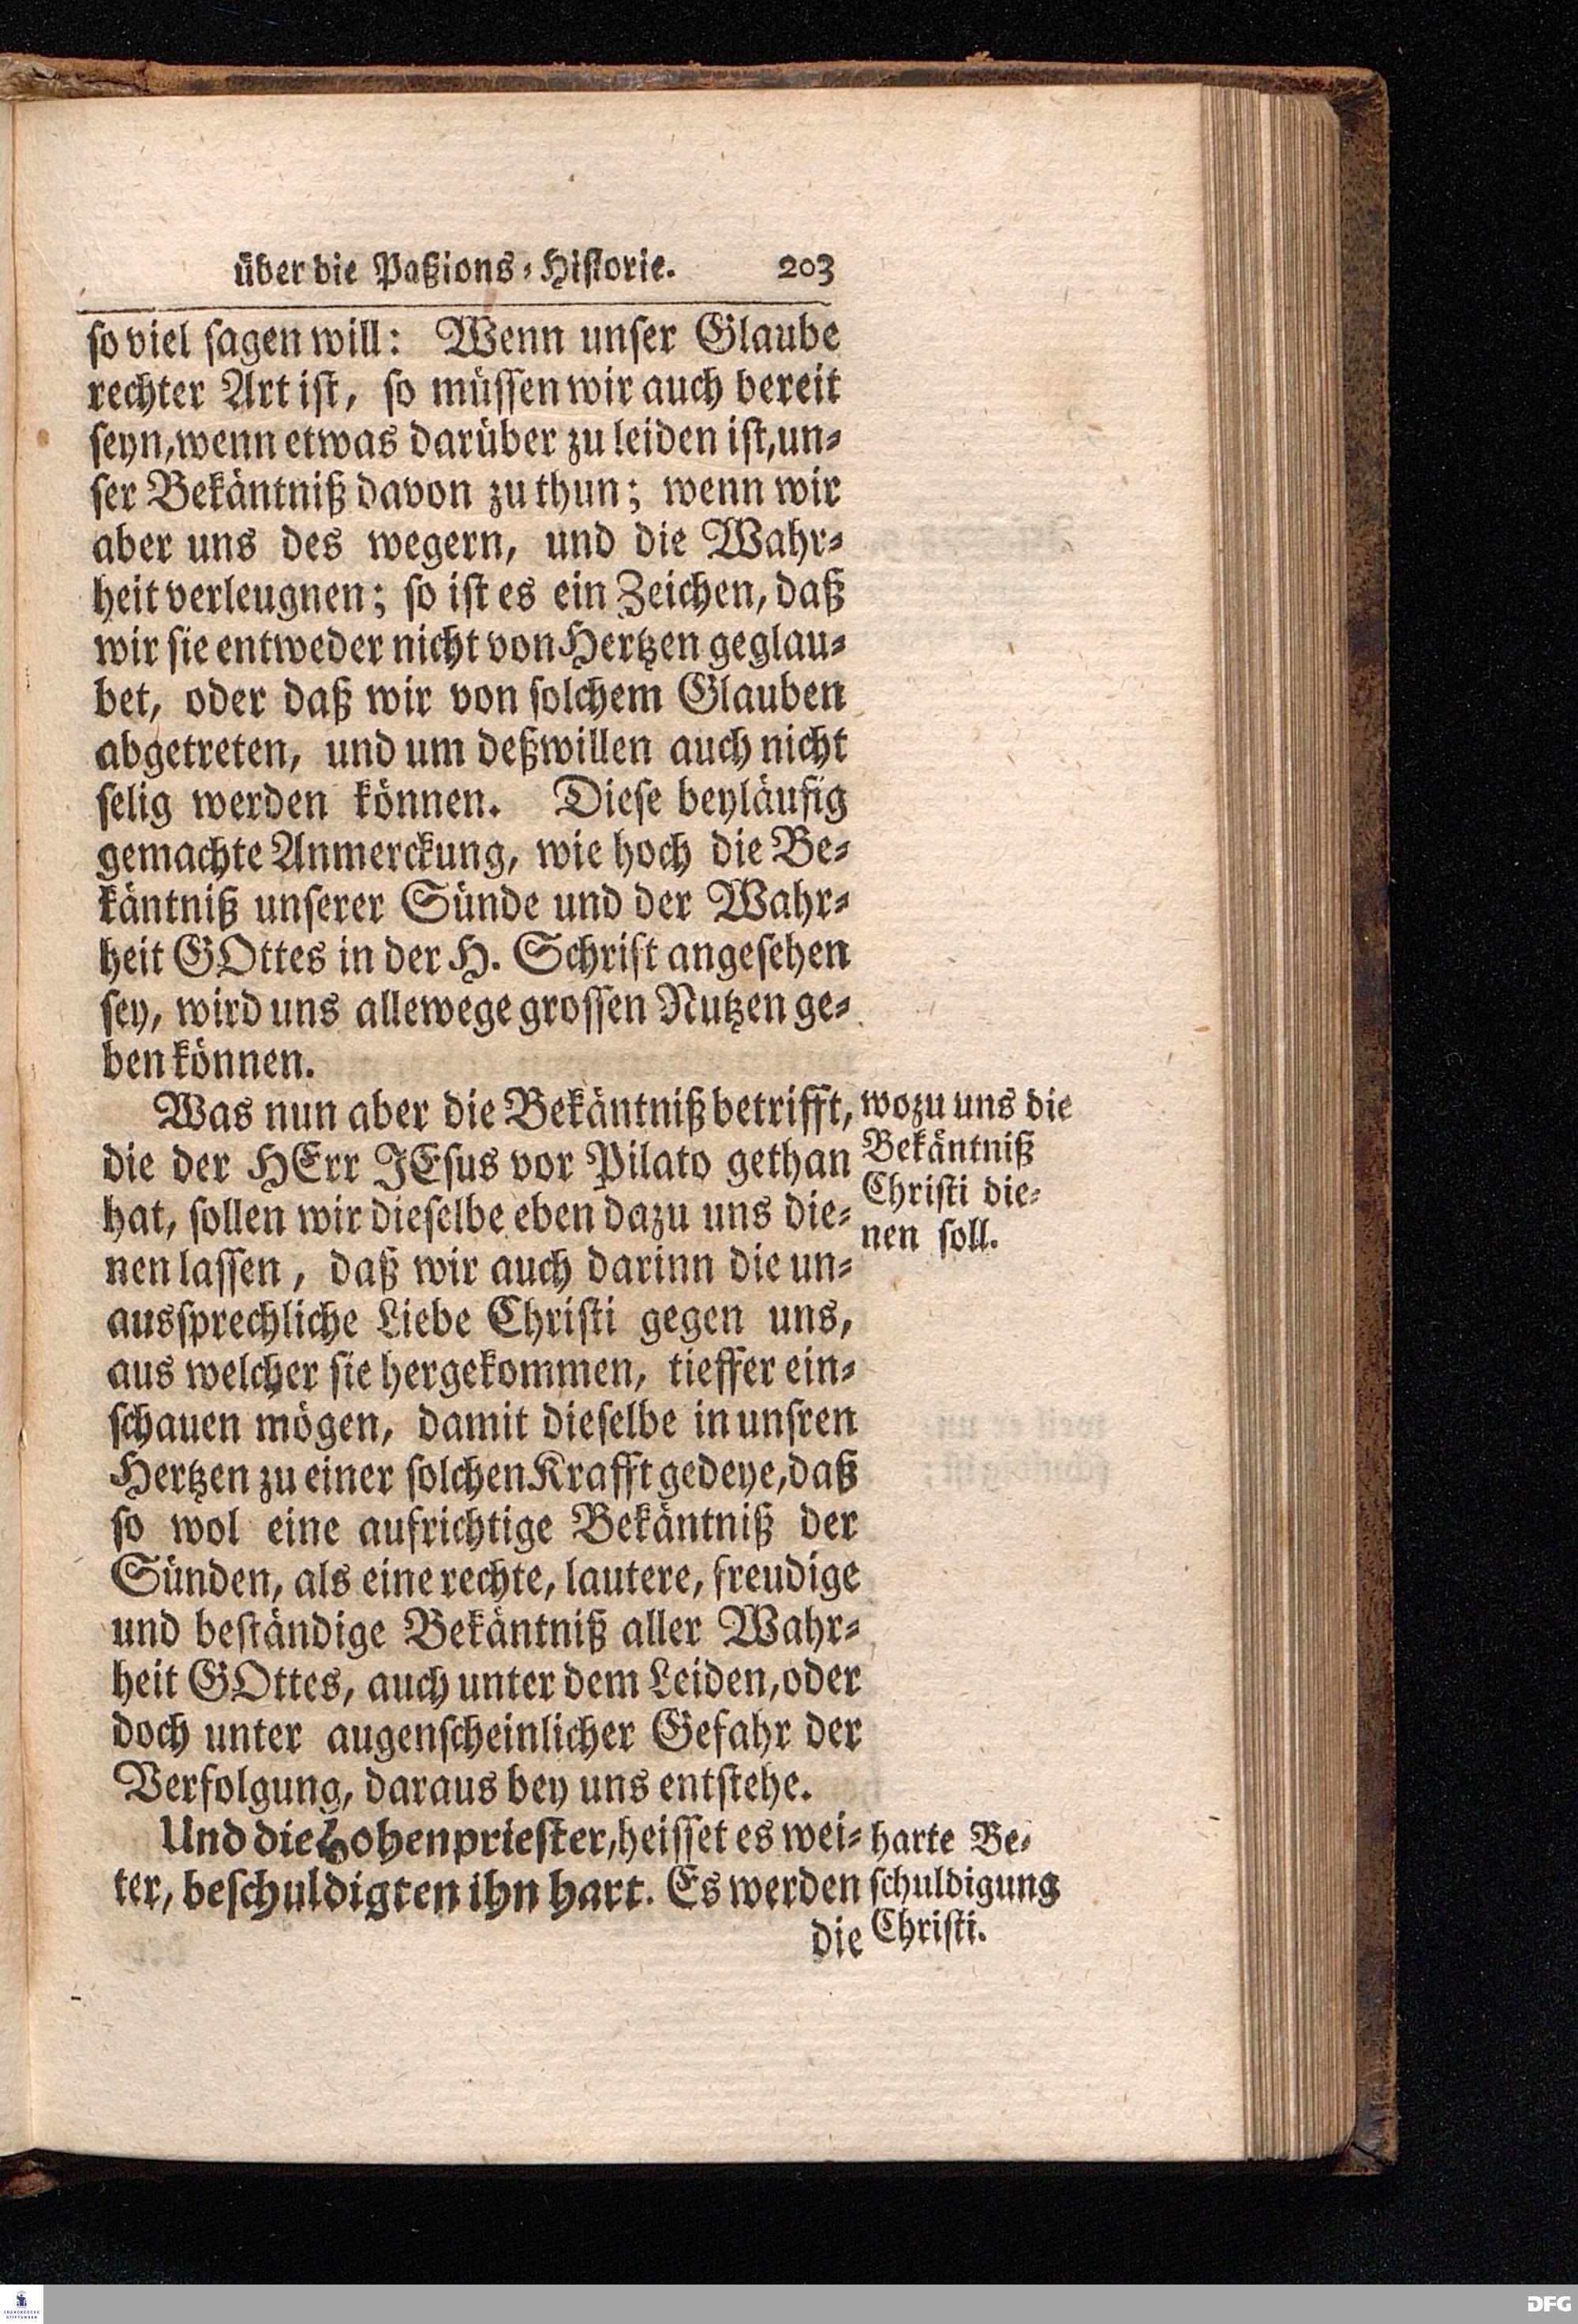 über die Paßions-Historie. 203
so viel sagen will: Wenn unser Glaube
rechter Art ist, so müssen wir auch bereit
seyn, wenn etwas darüber zu leiden ist, un-
ser Bekäntniß davon zu thun; wenn wir
aber uns des wegern, und die Wahr-
heit verleugnen; so ist es ein Zeichen, daß
wir sie entweder nicht von Hertzen geglau-
bet, oder daß wir von solchem Glauben
abgetreten, und um deßwillen auch nicht
selig werden können. Diese beyläufig
gemachte Anmerckung, wie hoch die Be-
käntniß unserer Sünde und der Wahr-
heit GOttes in der H. Schrift angesehen
sey, wird uns allewege grossen Nutzen ge-
ben können.
Was nun aber die Bekäntniß betrifft,
die der HErr JEsus vor Pilato gethan
hat, sollen wir dieselbe eben dazu uns die-
nen lassen, daß wir auch darinn die un-
aussprechliche Liebe Christi gegen uns,
aus welcher sie hergekommen, tieffer ein-
schauen mögen, damit dieselbe in unsren
Hertzen zu einer solchen Krafft gedeye, daß
so wol eine aufrichtige Bekäntniß der
Sünden, als eine rechte, lautere, freudige
und beständige Bekäntniß aller Wahr-
heit GOttes, auch unter dem Leiden, oder
doch unter augenscheinlicher Gefahr der
Verfolgung, daraus bey uns entstehe.
Und die Hohenpriester, heisset es wei-
ter, beschuldigten ihn hart. Es werden
die
wozu uns die
Bekäntniß
Christi die-
nen soll.
harte Be-
schuldigung
Christi.
FRANCKESCHE
STIFTUNGEN
DFG